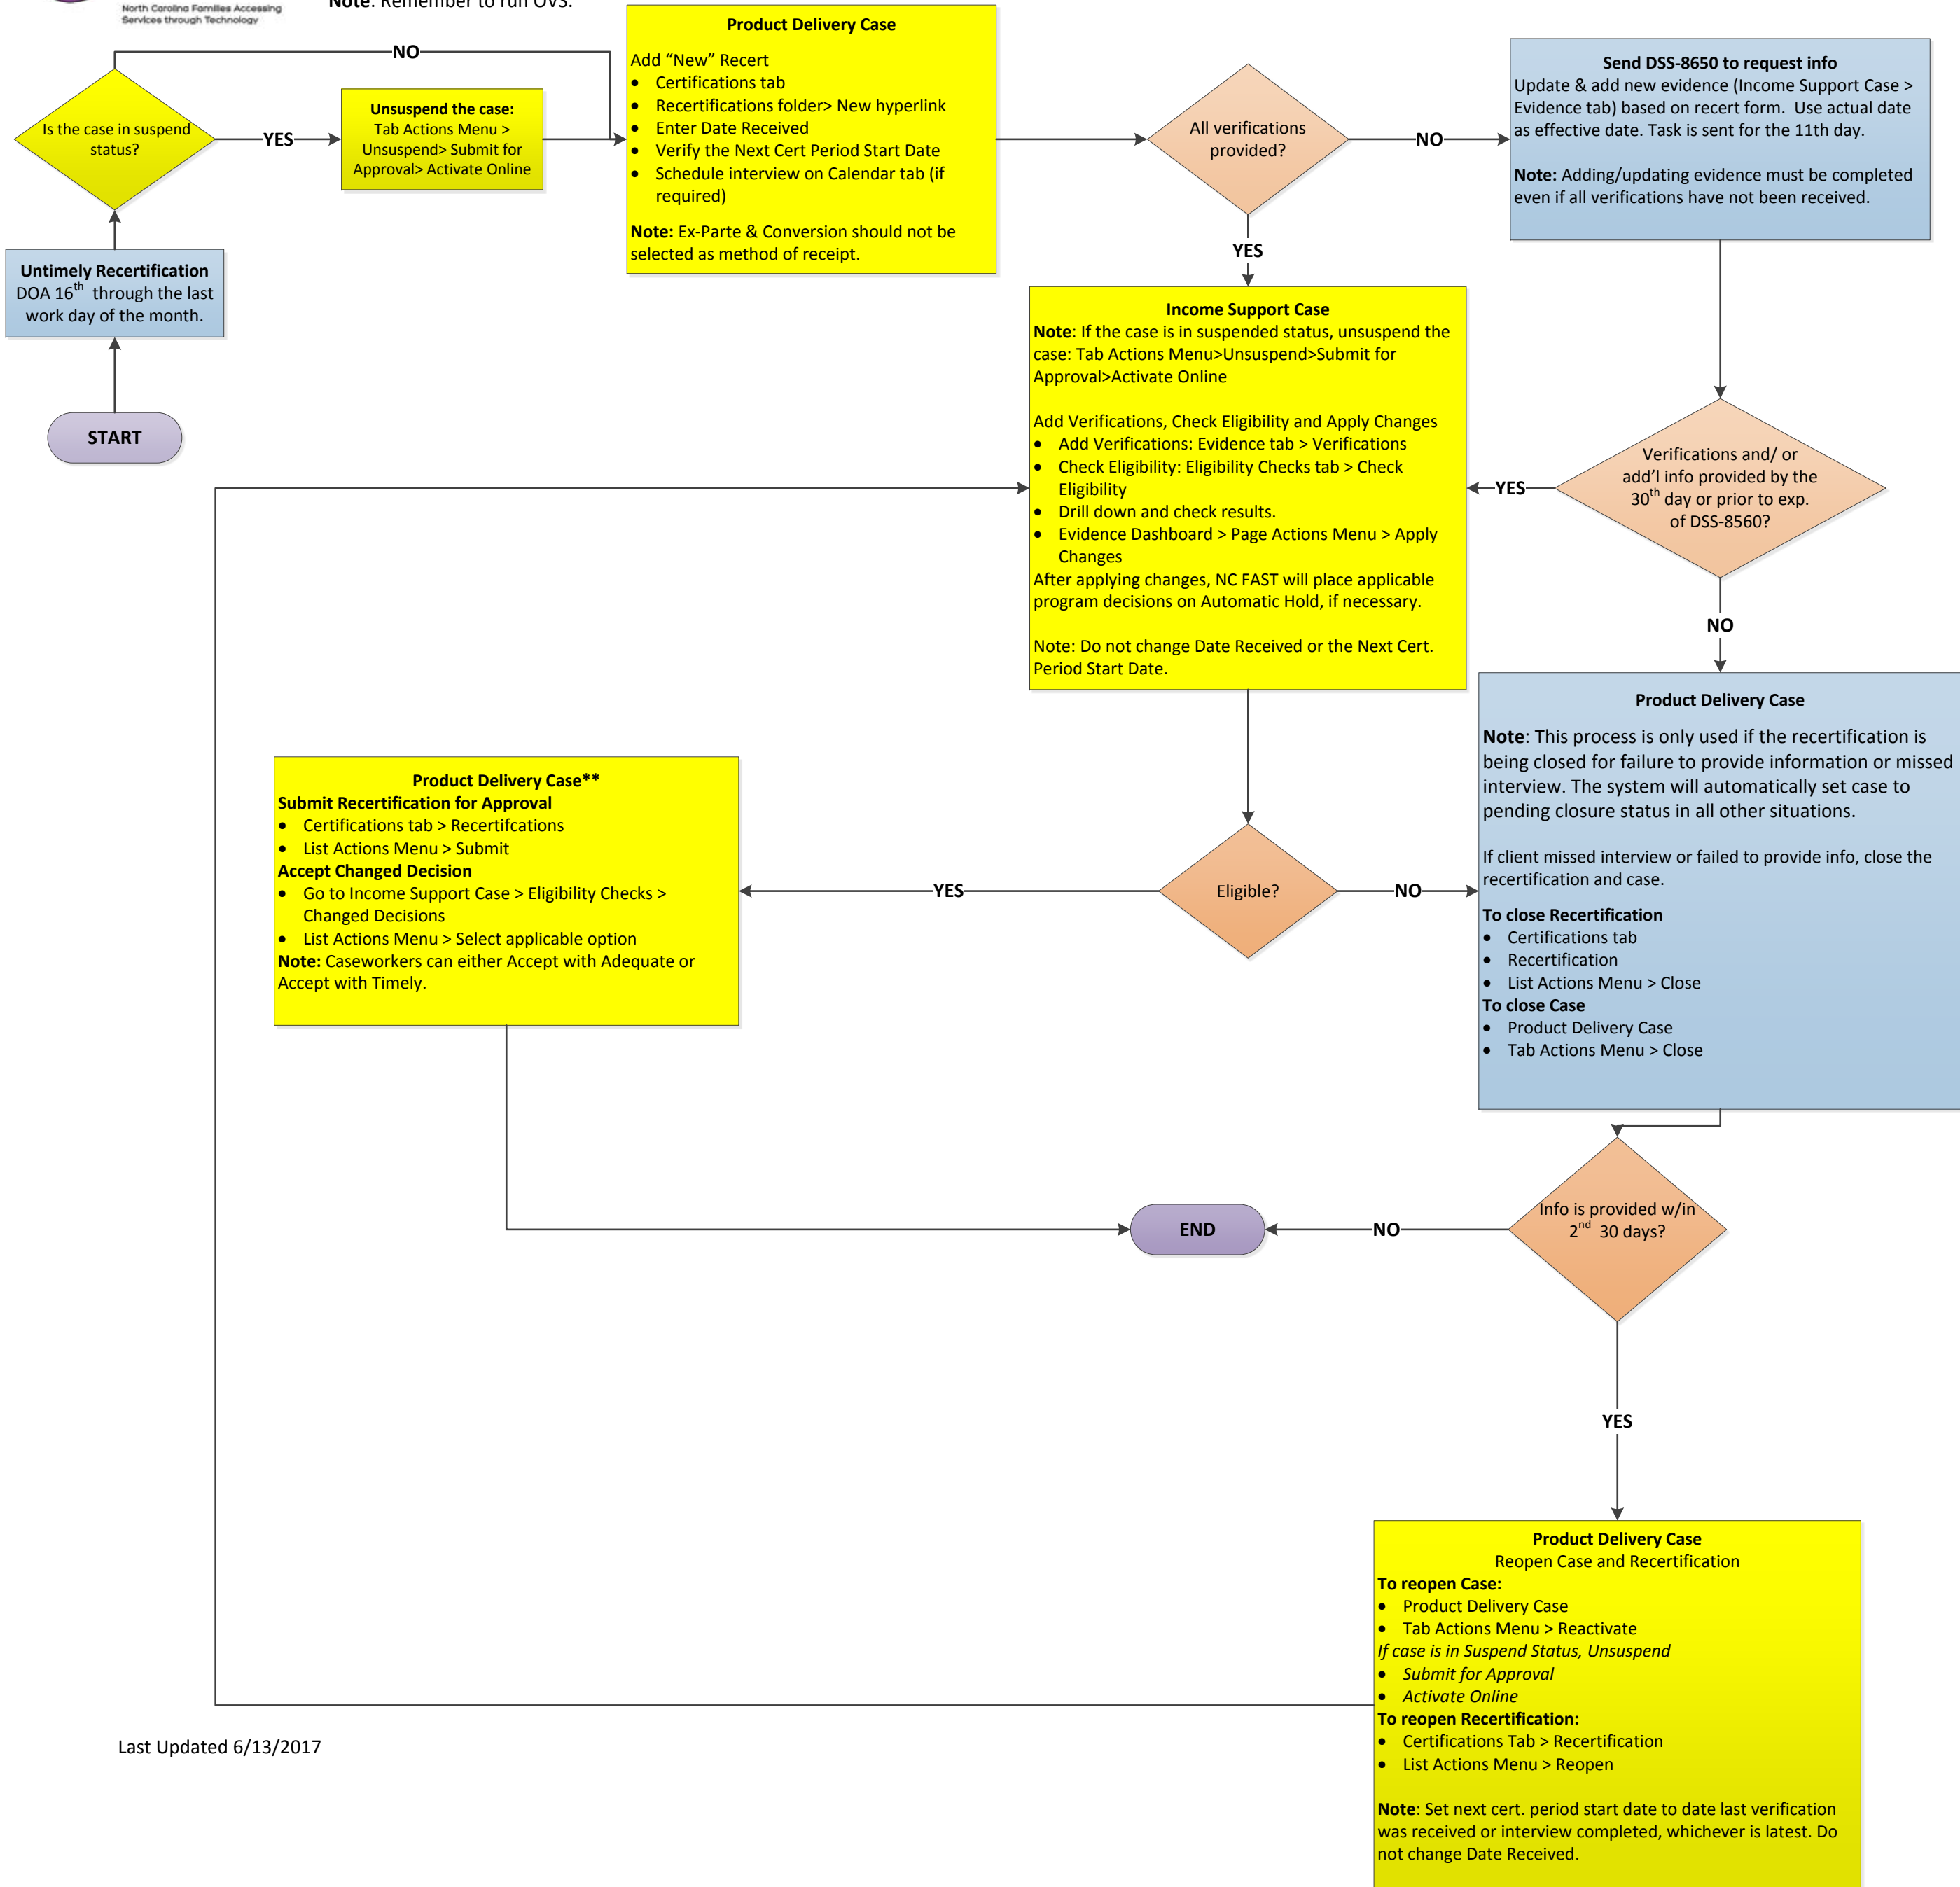 North Carolina Families Accessing
Services through Technology
Note: Remember to run OVS.
START
Untimely Recertification
DOA 16th through the last
work day of the month.
Is the case in suspend
status?
NO
YES
Unsuspend the case:
Tab Actions Menu >
Unsuspend> Submit for
Approval> Activate Online
Product Delivery Case
Add “New” Recert
• Certifications tab
• Recertifications folder> New hyperlink
• Enter Date Received
• Verify the Next Cert Period Start Date
• Schedule interview on Calendar tab (if
required)
Note: Ex-Parte & Conversion should not be
selected as method of receipt.
All verifications
provided?
NO
YES
Send DSS-8650 to request info
Update & add new evidence (Income Support Case >
Evidence tab) based on recert form. Use actual date
as effective date. Task is sent for the 11th day.
Note: Adding/updating evidence must be completed
even if all verifications have not been received.
Income Support Case
Note: If the case is in suspended status, unsuspend the
case: Tab Actions Menu>Unsuspend>Submit for
Approval>Activate Online
Add Verifications, Check Eligibility and Apply Changes
• Add Verifications: Evidence tab > Verifications
• Check Eligibility: Eligibility Checks tab > Check
Eligibility
• Drill down and check results.
• Evidence Dashboard > Page Actions Menu > Apply
Changes
After applying changes, NC FAST will place applicable
program decisions on Automatic Hold, if necessary.
Note: Do not change Date Received or the Next Cert.
Period Start Date.
YES
Verifications and/ or
add’l info provided by the
30th day or prior to exp.
of DSS-8560?
NO
Product Delivery Case
Note: This process is only used if the recertification is
being closed for failure to provide information or missed
interview. The system will automatically set case to
pending closure status in all other situations.
If client missed interview or failed to provide info, close the
recertification and case.
To close Recertification
• Certifications tab
• Recertification
• List Actions Menu > Close
To close Case
• Product Delivery Case
• Tab Actions Menu > Close
Product Delivery Case**
Submit Recertification for Approval
• Certifications tab > Recertifcations
• List Actions Menu > Submit
Accept Changed Decision
• Go to Income Support Case > Eligibility Checks >
Changed Decisions
• List Actions Menu > Select applicable option
Note: Caseworkers can either Accept with Adequate or
Accept with Timely.
YES
Eligible?
NO
END
NO
Info is provided w/in
2nd 30 days?
YES
Product Delivery Case
Reopen Case and Recertification
To reopen Case:
• Product Delivery Case
• Tab Actions Menu > Reactivate
If case is in Suspend Status, Unsuspend
• Submit for Approval
• Activate Online
To reopen Recertification:
• Certifications Tab > Recertification
• List Actions Menu > Reopen
Note: Set next cert. period start date to date last verification
was received or interview completed, whichever is latest. Do
not change Date Received.
Last Updated 6/13/2017